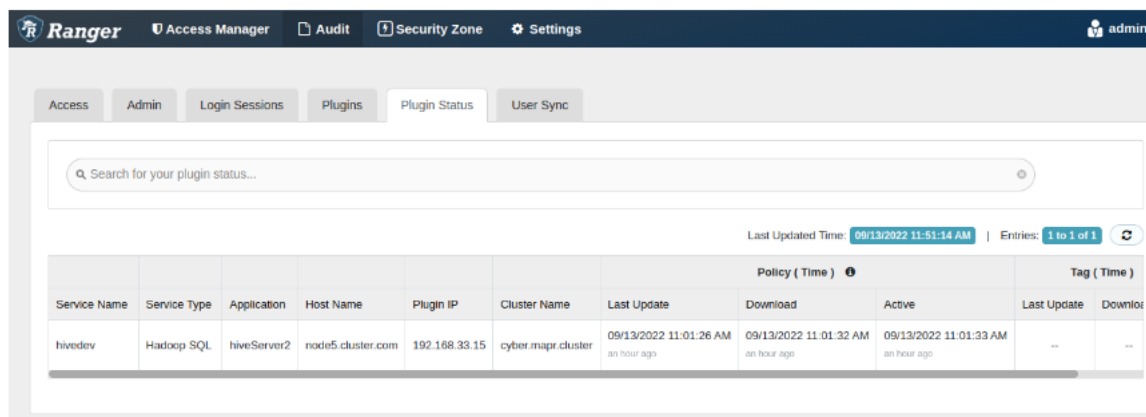 Ranger Access Manager Audit Security Zone Settings admin
Access Admin Login Sessions Plugins Plugin Status User Sync
Search for your plugin status...
Last Updated Time: 09/13/2022 11:51:14 AM | Entries: 1 to 1 of 1
Policy ( Time ) Tag ( Time )
Service Name Service Type Application Host Name Plugin IP Cluster Name Last Update Download Active Last Update Downloa
hivedev Hadoop SQL hiveServer2 node5.cluster.com 192.168.33.15 cyber.mapr.cluster 09/13/2022 11:01:26 AM 09/13/2022 11:01:32 AM 09/13/2022 11:01:33 AM -- --
an hour ago an hour ago an hour ago